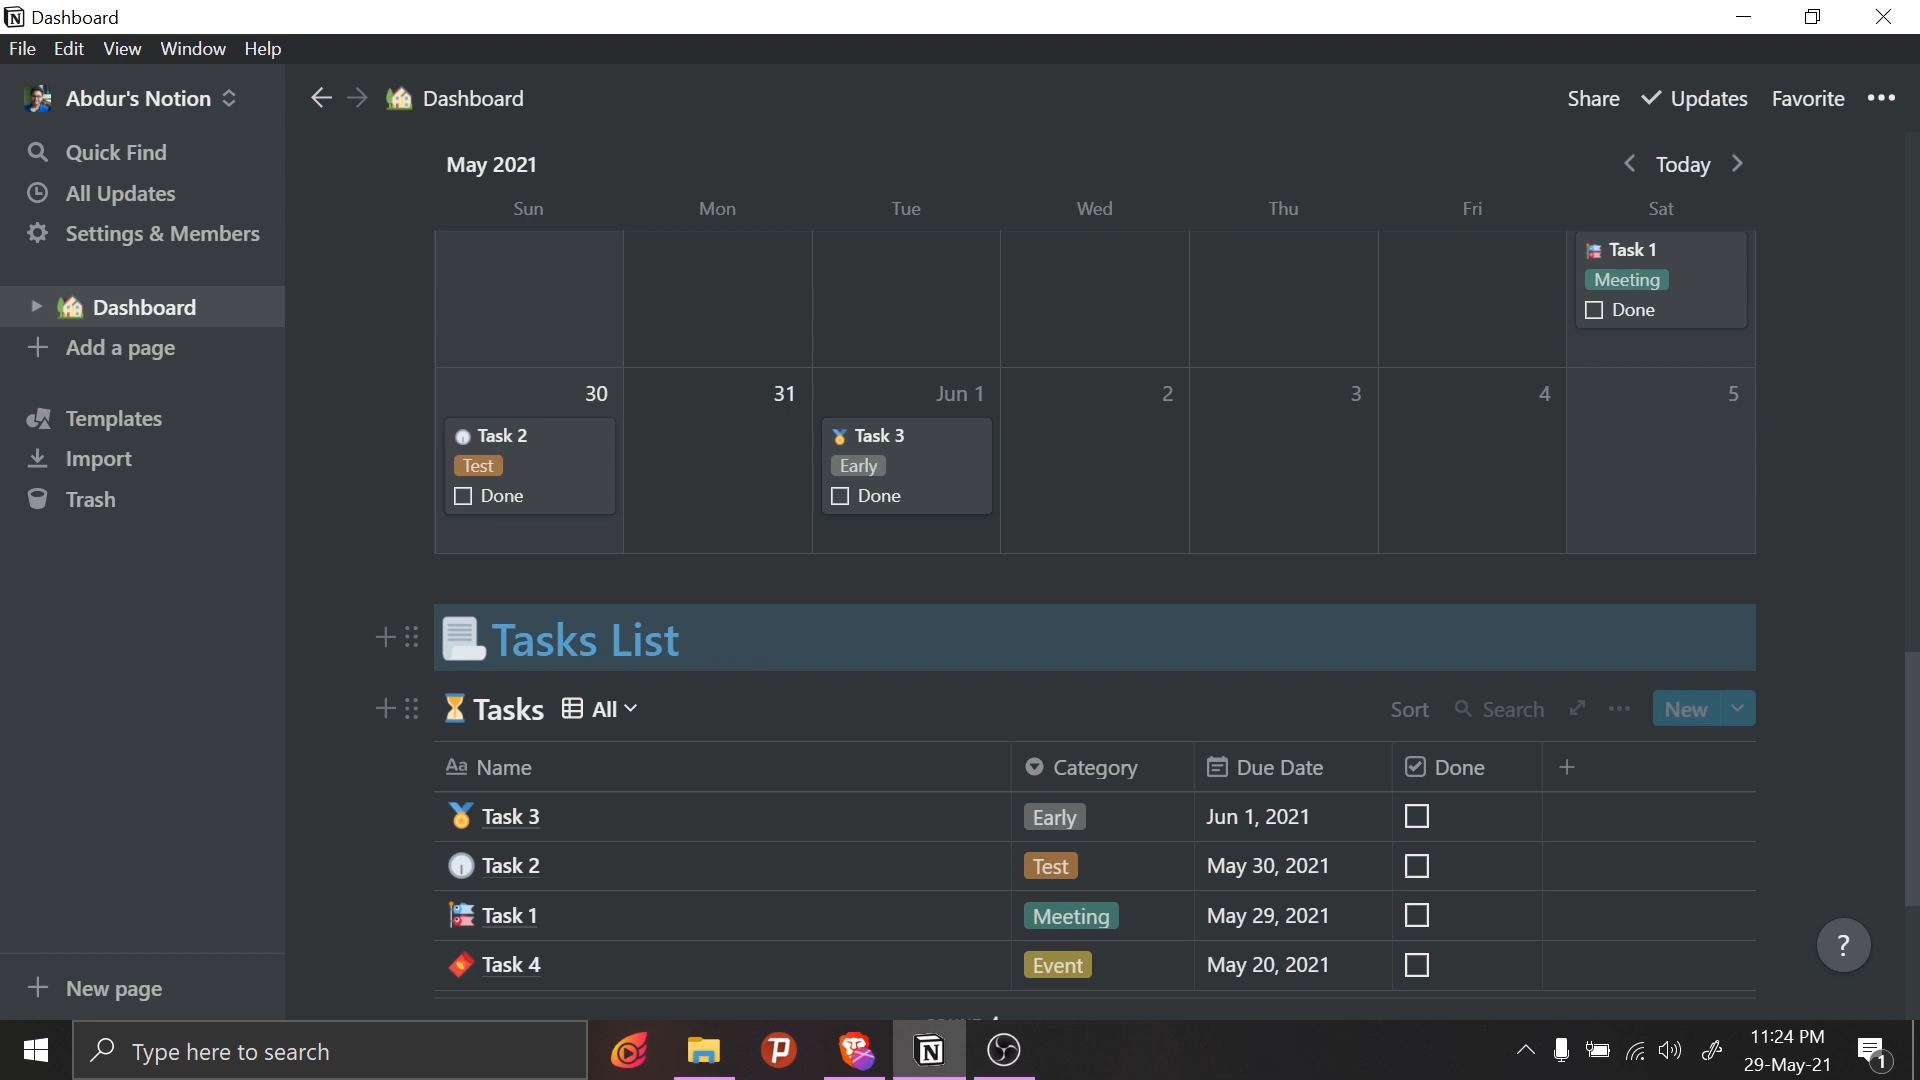 Dashboard
File Edit View Window Help
Abdur's Notion
Quick Find
All Updates
Settings & Members
Dashboard
Add a page
Templates
Import
Trash
New page
Dashboard
Share Updates Favorite
May 2021
Today
Sun Mon Tue Wed Thu Fri Sat
Task 1
Meeting
Done
30 31 Jun 1 2 3 4 5
Task 2
Test
Done
Task 3
Early
Done
Tasks List
Tasks All
Sort Search New
Aa Name Category Due Date Done
Task 3 Early Jun 1, 2021
Task 2 Test May 30, 2021
Task 1 Meeting May 29, 2021
Task 4 Event May 20, 2021
?
Type here to search
11:24 PM
29-May-21
1